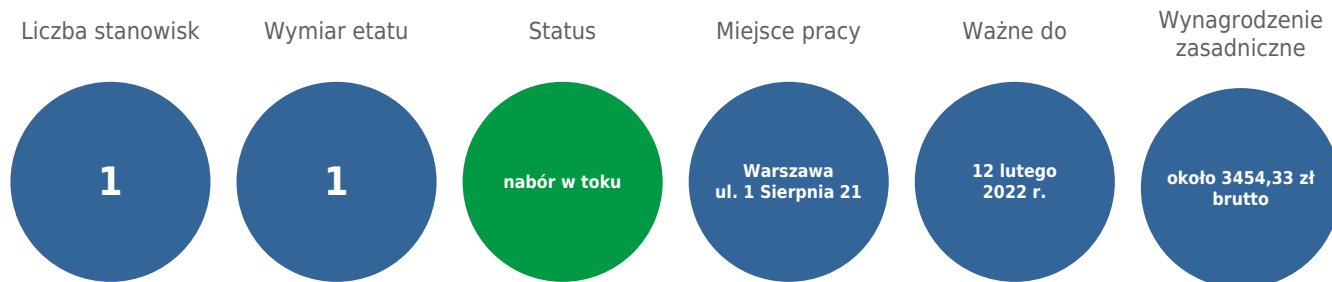 Liczba stanowisk
Wymiar etatu
Status
Miejsce pracy
Ważne do
Wynagrodzenie
zasadnicze
1
1
nabór w toku
Warszawa
ul. 1 Sierpnia 21
12 lutego
2022 r.
około 3454,33 zł
brutto